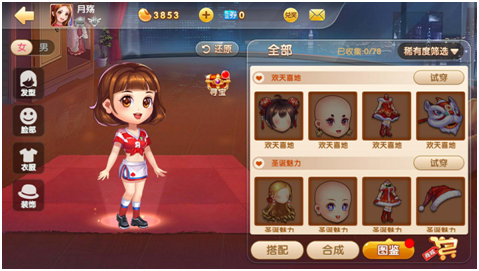 月殇
3853
券 0
兑奖
女 男
还原
寻宝
发型
脸部
衣服
装饰
全部
已收集:0/76
稀有度筛选
欢天喜地
试穿
欢天喜地 欢天喜地 欢天喜地 欢天喜地
圣诞魅力
试穿
圣诞魅力 圣诞魅力 圣诞魅力 圣诞魅力
搭配 合成 图鉴